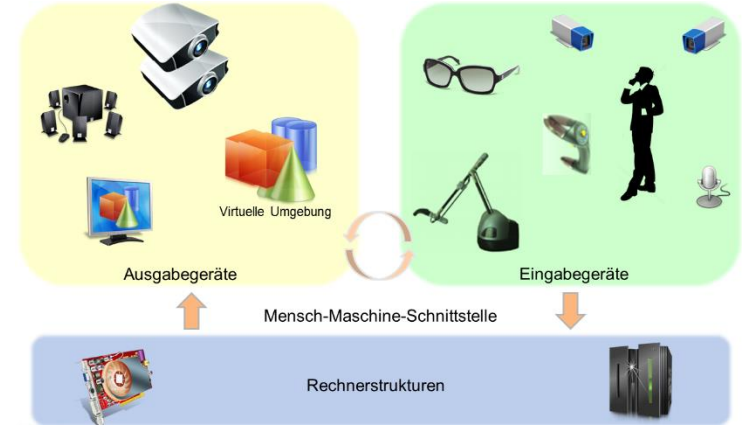 Virtuelle Umgebung
Ausgabegeräte
Eingabegeräte
Mensch-Maschine-Schnittstelle
Rechnerstrukturen